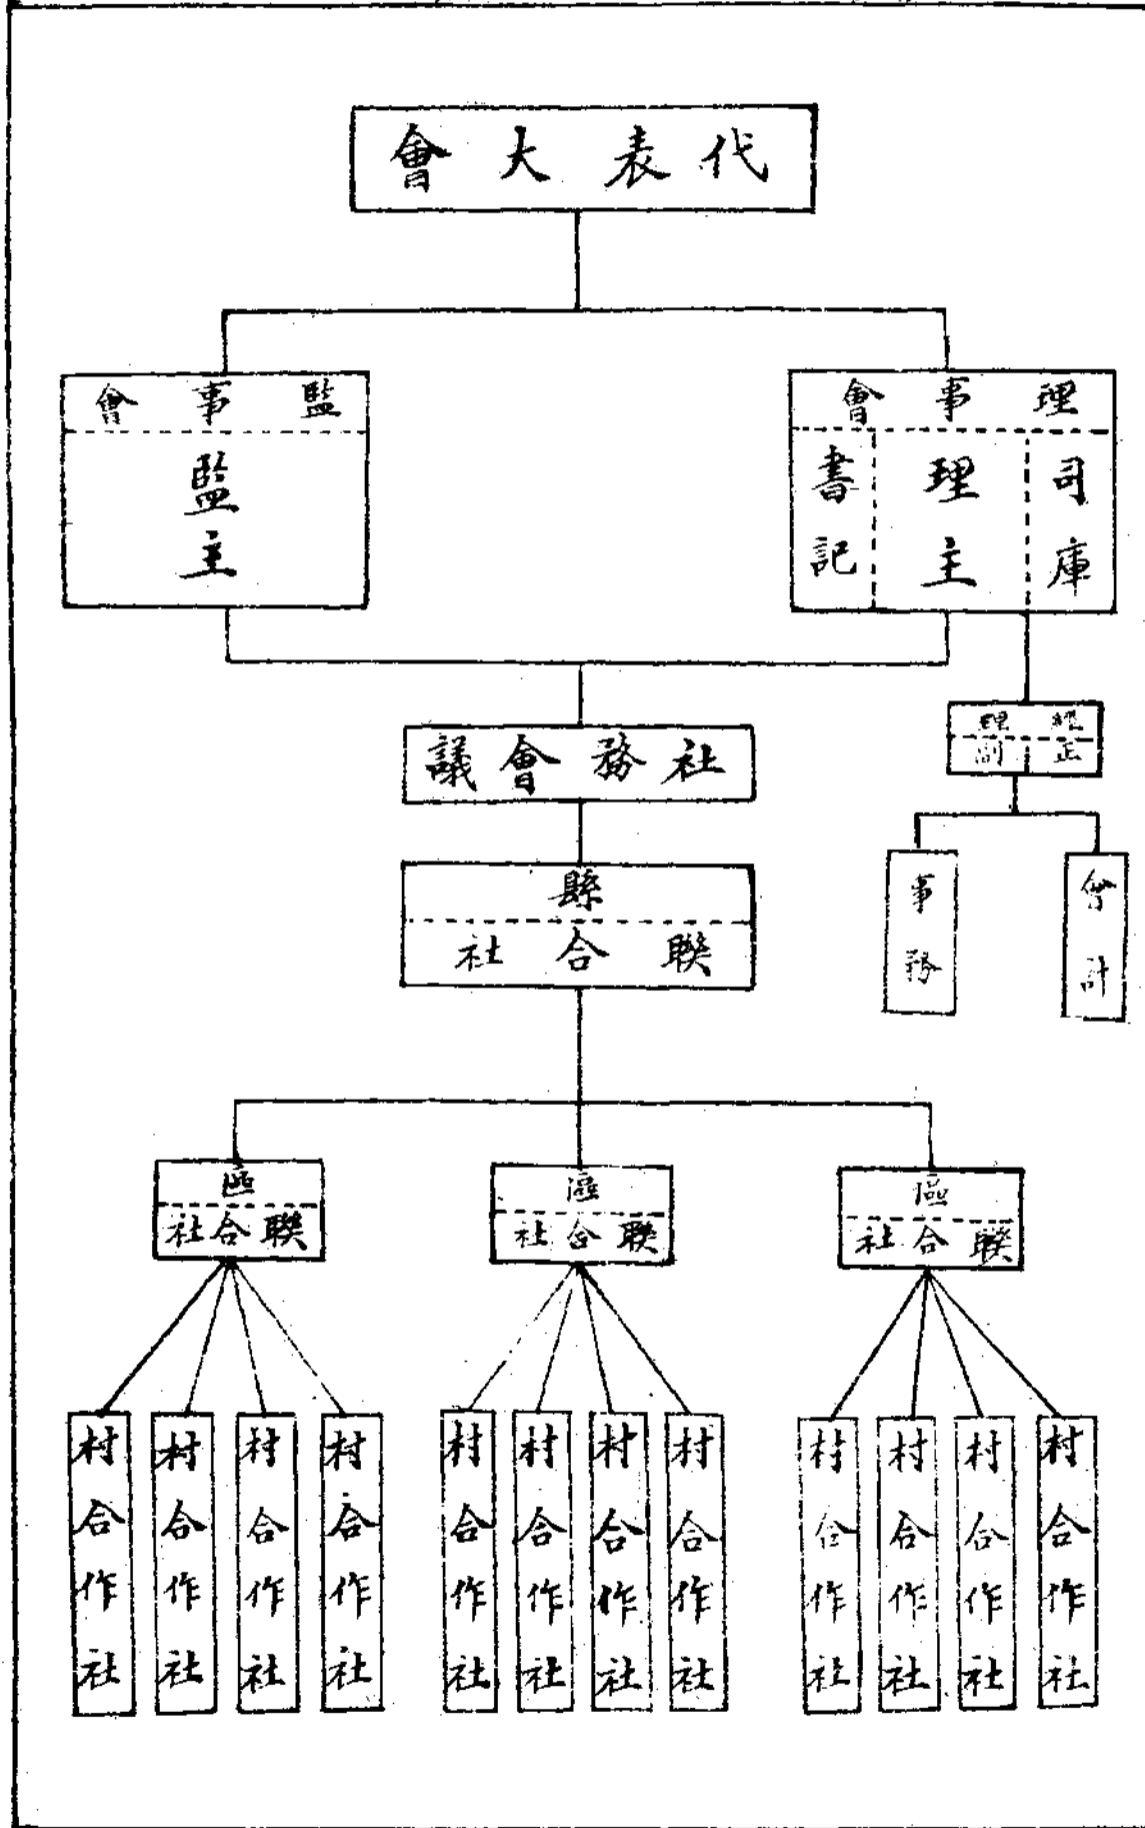 代表大會
理事會
司庫
理主
書記
監事會
監主
經理
正副
會計
事務
社務會議
縣
聯合社
區
聯合社
區
聯合社
區
聯合社
村合作社
村合作社
村合作社
村合作社
村合作社
村合作社
村合作社
村合作社
村合作社
村合作社
村合作社
村合作社